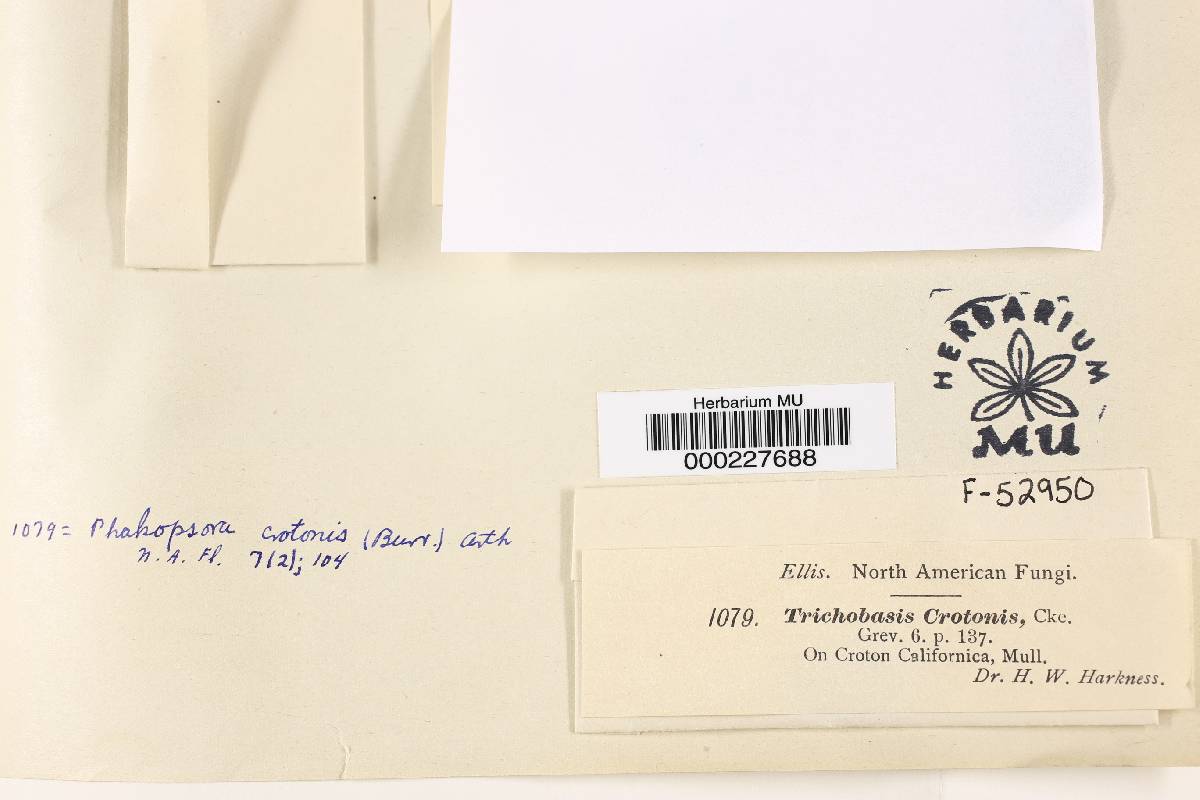 HERBARIUM
MU
Herbarium MU
000227688
F-52950
1079 = Phakopsora crotonis (Burr.) Arth
N. A. Fl. 7(2); 104
Ellis. North American Fungi.
1079. Trichobasis Crotonis, Cke.
Grev. 6. p. 137.
On Croton Californica, Mull.
Dr. H. W. Harkness.